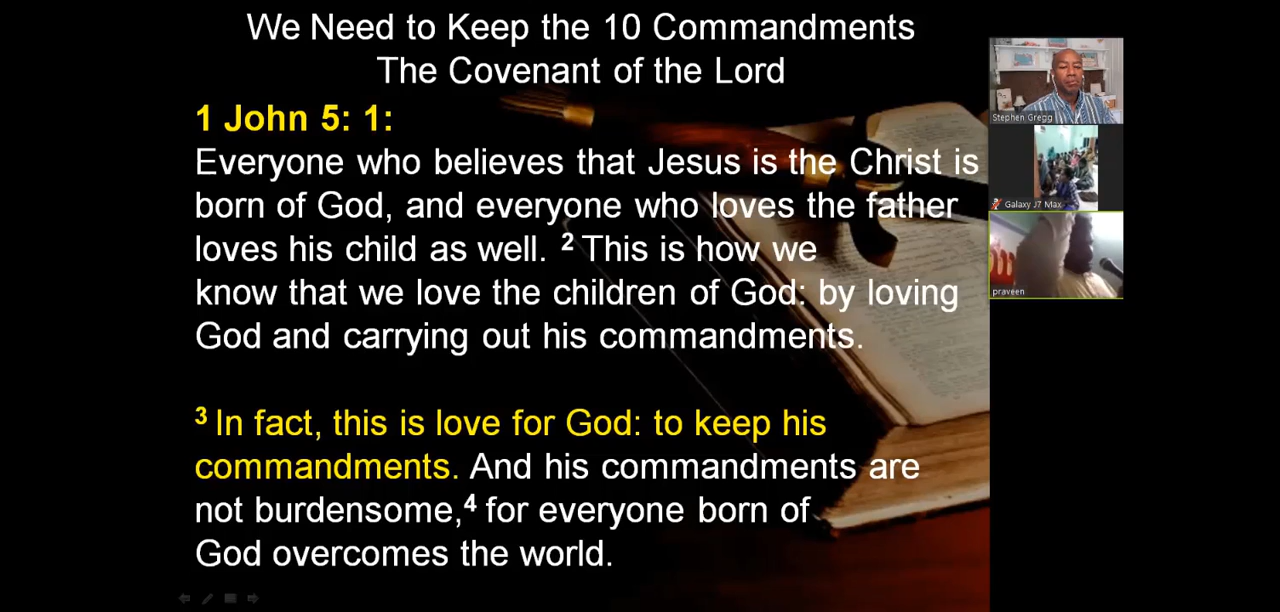 We Need to Keep the 10 Commandments
The Covenant of the Lord
1 John 5: 1:
Everyone who believes that Jesus is the Christ is
born of God, and everyone who loves the father
loves his child as well. 2 This is how we
know that we love the children of God: by loving
God and carrying out his commandments.
3 In fact, this is love for God: to keep his
commandments. And his commandments are
not burdensome,4 for everyone born of
God overcomes the world.
Stephen Gregg
Galaxy J7 Max
praveen